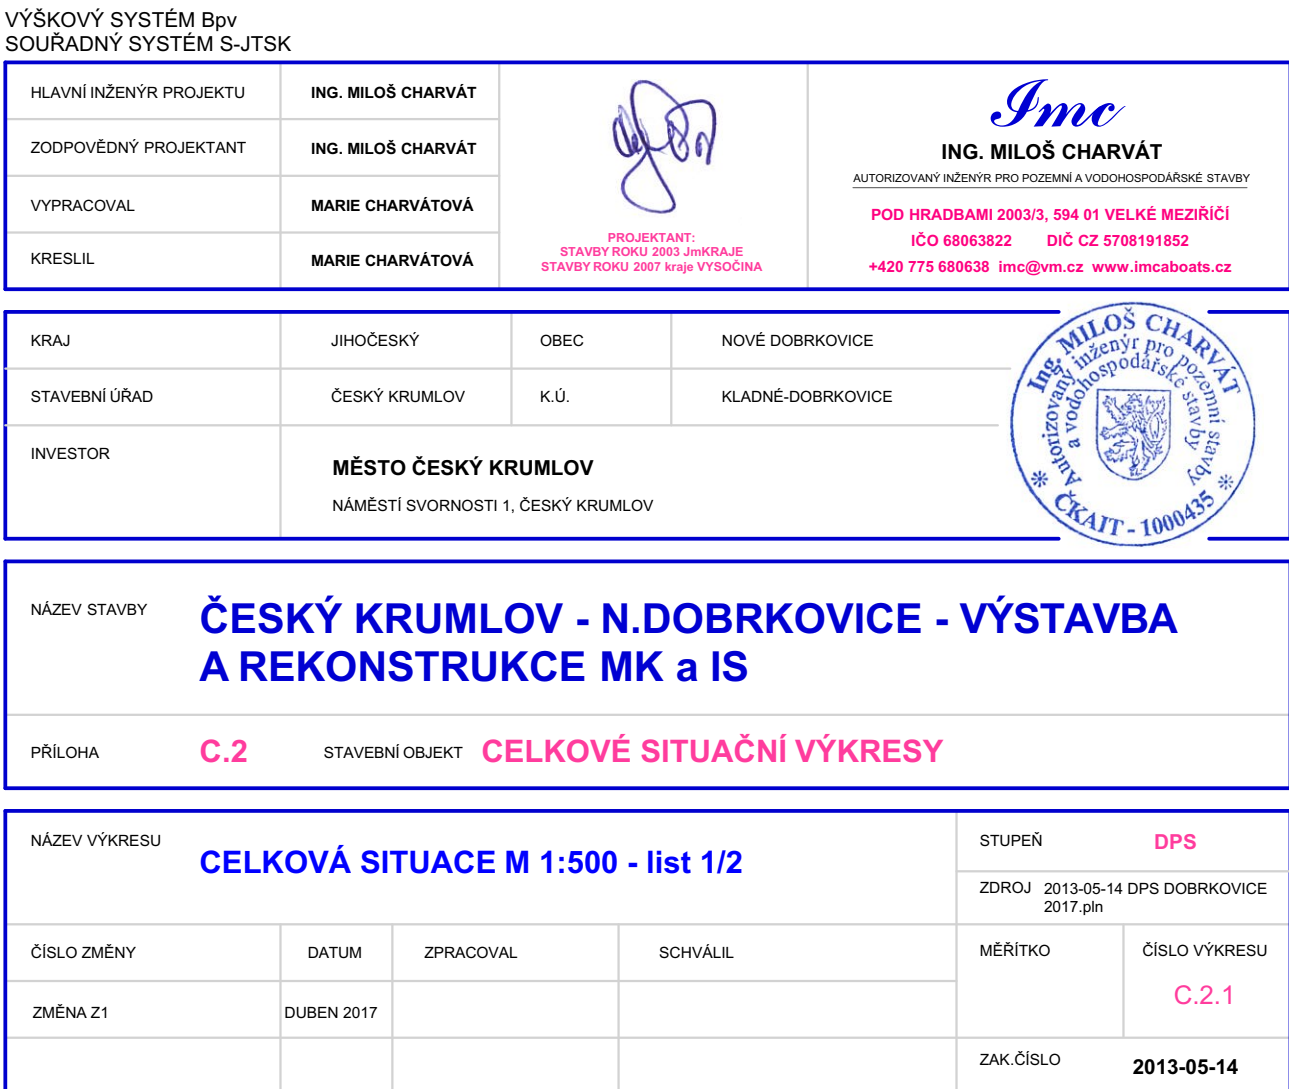 VÝŠKOVÝ SYSTÉM Bpv
SOUŘADNÝ SYSTÉM S-JTSK
HLAVNÍ INŽENÝR PROJEKTU
ING. MILOŠ CHARVÁT
ZODPOVĚDNÝ PROJEKTANT
ING. MILOŠ CHARVÁT
VYPRACOVAL
MARIE CHARVÁTOVÁ
KRESLIL
MARIE CHARVÁTOVÁ
PROJEKTANT:
STAVBY ROKU 2003 JmKRAJE
STAVBY ROKU 2007 kraje VYSOČINA
Imc
ING. MILOŠ CHARVÁT
AUTORIZOVANÝ INŽENÝR PRO POZEMNÍ A VODOHOSPODÁŘSKÉ STAVBY
POD HRADBAMI 2003/3, 594 01 VELKÉ MEZIŘÍČÍ
IČO 68063822 DIČ CZ 5708191852
+420 775 680638 imc@vm.cz www.imcaboats.cz
KRAJ
JIHOČESKÝ
OBEC
NOVÉ DOBRKOVICE
STAVEBNÍ ÚŘAD
ČESKÝ KRUMLOV
K.Ú.
KLADNÉ-DOBRKOVICE
INVESTOR
MĚSTO ČESKÝ KRUMLOV
NÁMĚSTÍ SVORNOSTI 1, ČESKÝ KRUMLOV
Ing. MILOŠ CHARVÁT
Autorizovaný inženýr pro pozemní stavby
a vodohospodářské stavby
ČKAIT - 1000435
NÁZEV STAVBY
ČESKÝ KRUMLOV - N.DOBRKOVICE - VÝSTAVBA
A REKONSTRUKCE MK a IS
PŘÍLOHA
C.2
STAVEBNÍ OBJEKT
CELKOVÉ SITUAČNÍ VÝKRESY
NÁZEV VÝKRESU
CELKOVÁ SITUACE M 1:500 - list 1/2
STUPEŇ
DPS
ZDROJ
2013-05-14 DPS DOBRKOVICE
2017.pln
ČÍSLO ZMĚNY
DATUM
ZPRACOVAL
SCHVÁLIL
MĚŘÍTKO
ČÍSLO VÝKRESU
C.2.1
ZMĚNA Z1
DUBEN 2017
ZAK.ČÍSLO
2013-05-14